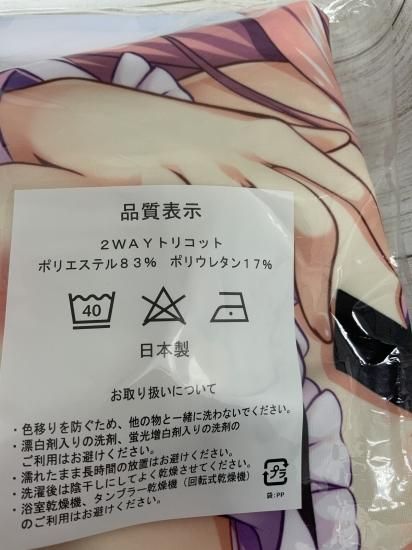 品質表示
２ＷＡＹトリコット
ポリエステル８３％ ポリウレタン１７％
40
日本製
お取り扱いについて
・色移りを防ぐため、他の物と一緒に洗わないでください。
・漂白剤入りの洗剤、蛍光増白剤入りの洗剤の
ご利用はお避けください。
・濡れたまま長時間の放置はお避けください。
・洗濯後は陰干しにしてよく乾燥させてください。
・浴室乾燥機、タンブラー乾燥機（回転式乾燥機）
のご利用はお避けください。
プラ
袋:PP